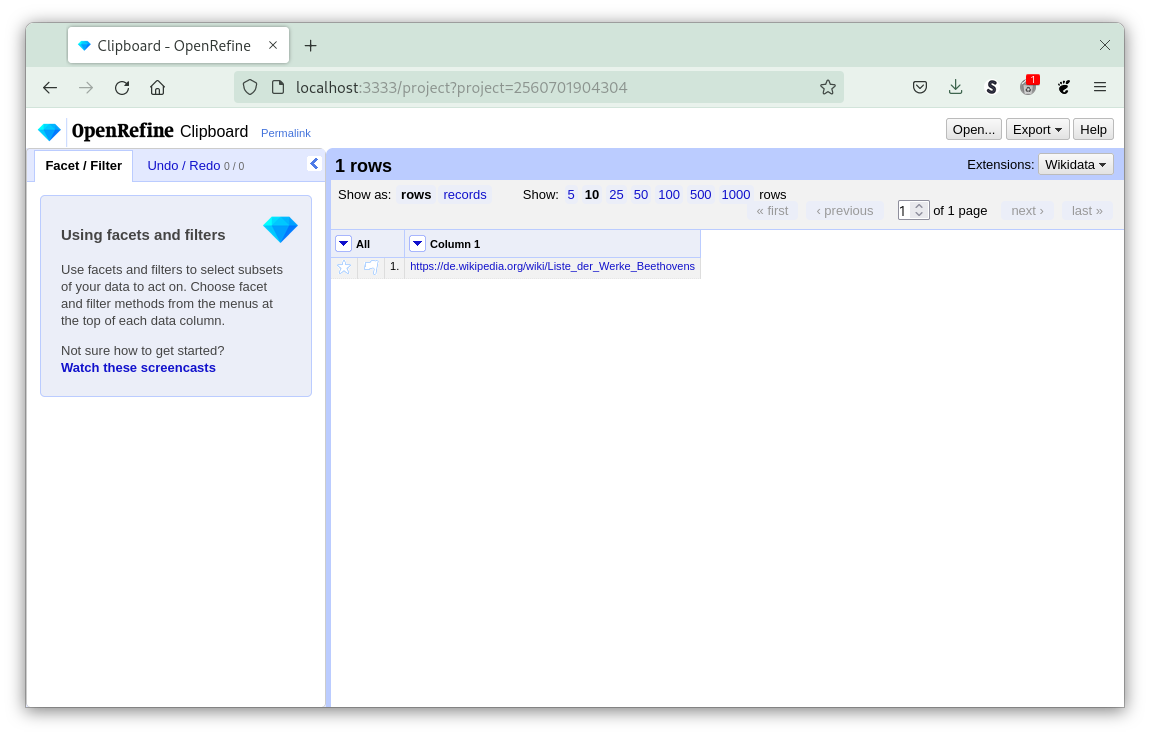 Clipboard - OpenRefine
localhost:3333/project?project=2560701904304
S
1
OpenRefine Clipboard Permalink
Open... Export Help
Facet / Filter Undo / Redo 0 / 0
1 rows
Extensions: Wikidata
Show as: rows records Show: 5 10 25 50 100 500 1000 rows
« first ‹ previous 1 of 1 page next › last »
Using facets and filters
Use facets and filters to select subsets
of your data to act on. Choose facet
and filter methods from the menus at
the top of each data column.
Not sure how to get started?
Watch these screencasts
All Column 1
1. https://de.wikipedia.org/wiki/Liste_der_Werke_Beethovens